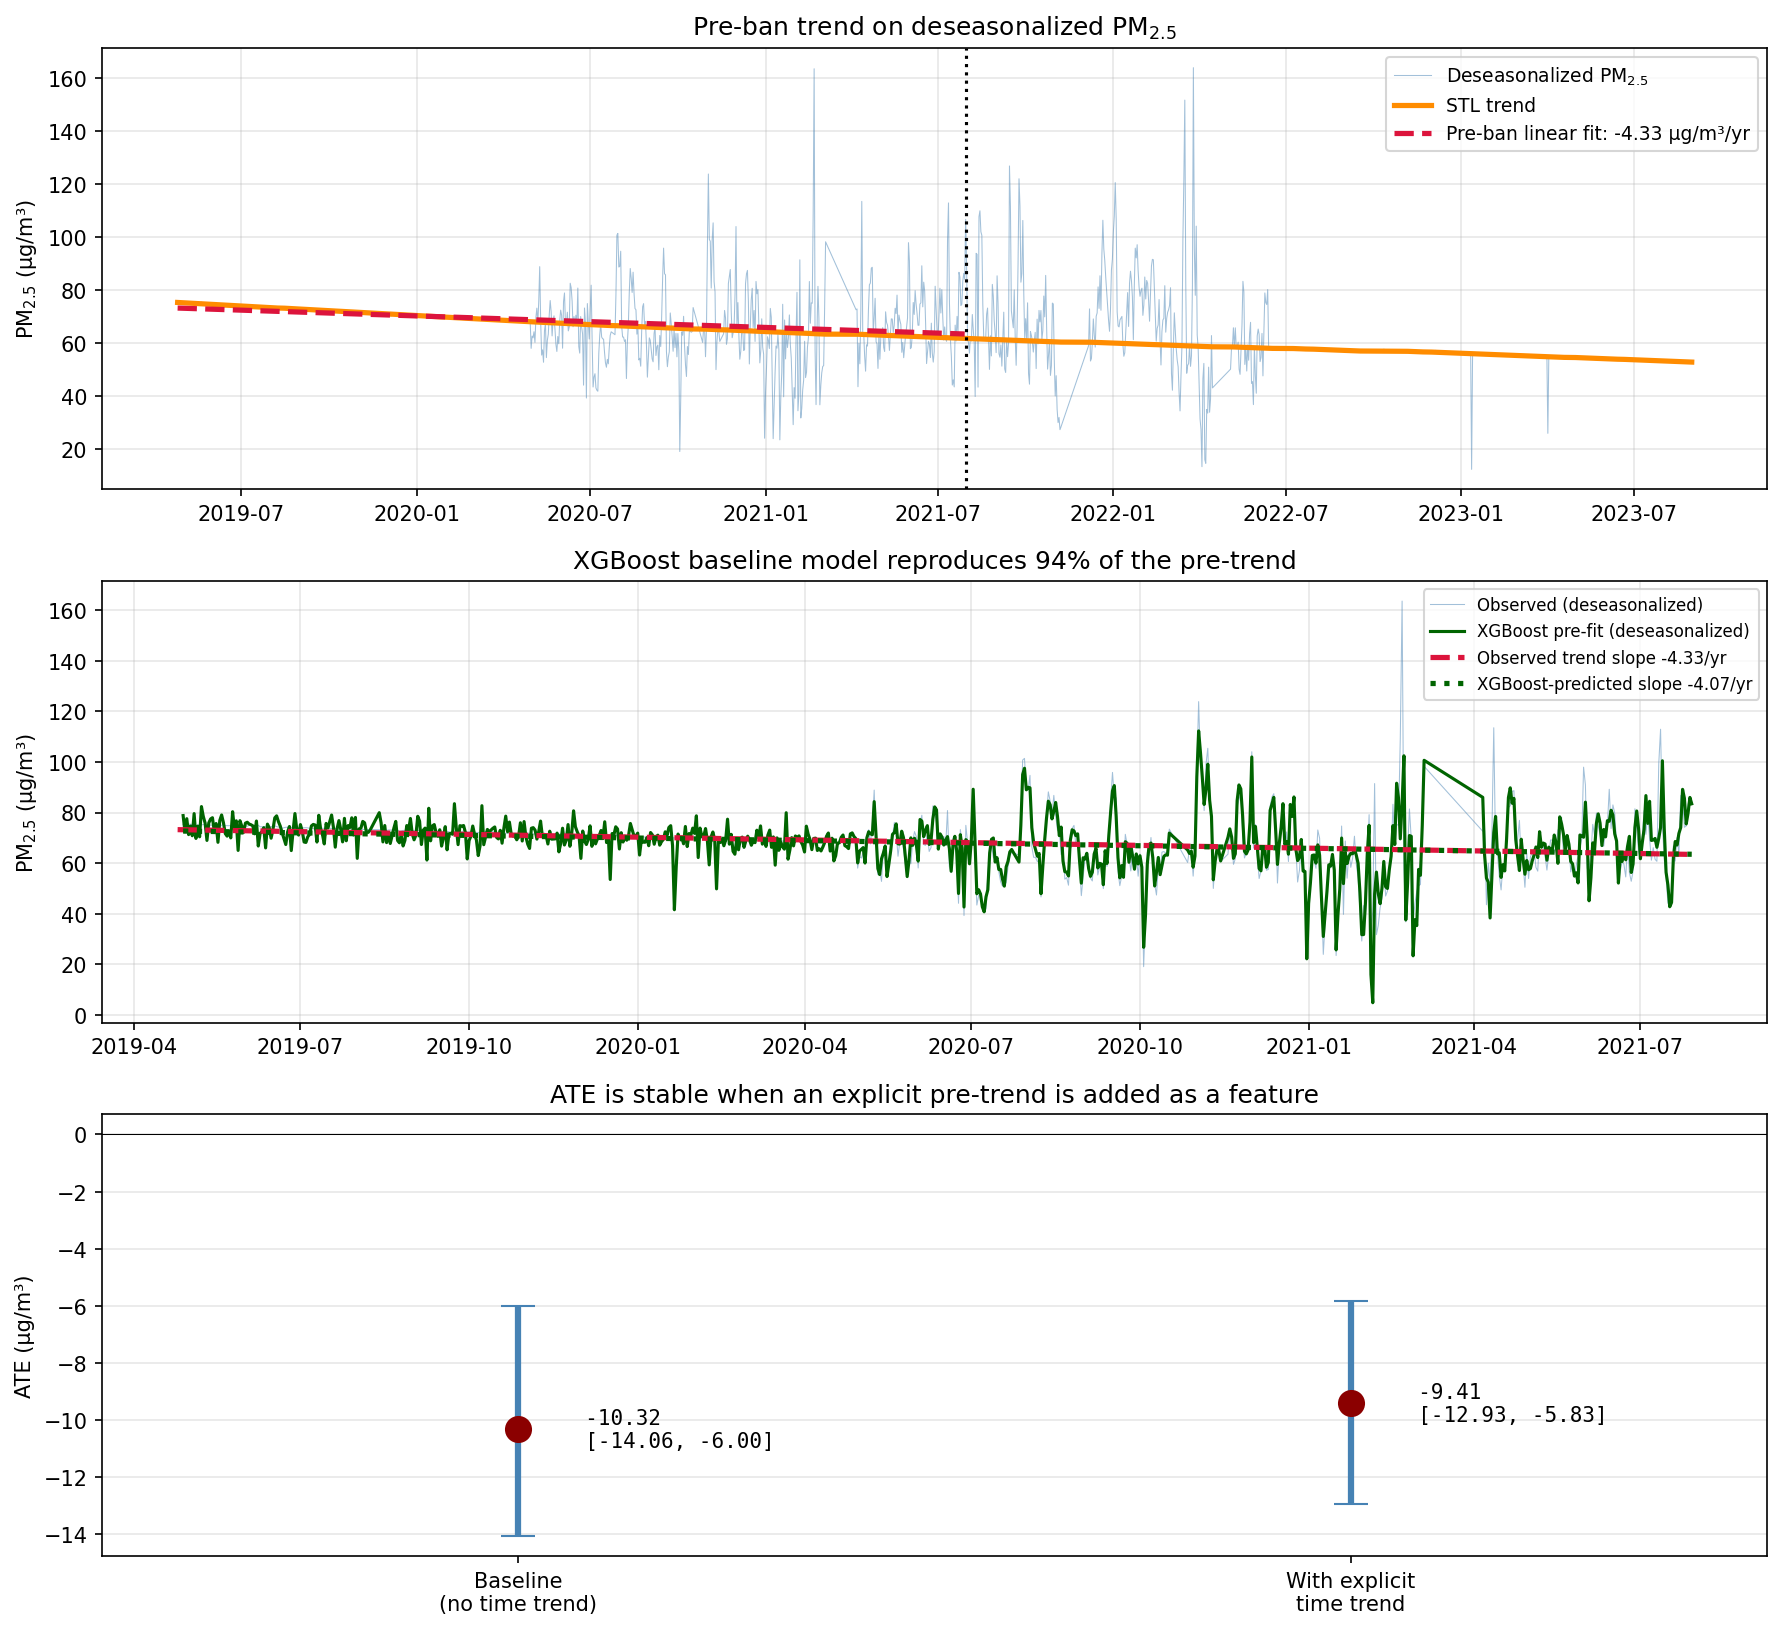 Pre-ban trend on deseasonalized PM2.5
PM2.5 (µg/m³)
160
140
120
100
80
60
40
20
Deseasonalized PM2.5
STL trend
Pre-ban linear fit: -4.33 µg/m³/yr
2019-07
2020-01
2020-07
2021-01
2021-07
2022-01
2022-07
2023-01
2023-07
XGBoost baseline model reproduces 94% of the pre-trend
PM2.5 (µg/m³)
160
140
120
100
80
60
40
20
0
Observed (deseasonalized)
XGBoost pre-fit (deseasonalized)
Observed trend slope -4.33/yr
XGBoost-predicted slope -4.07/yr
2019-04
2019-07
2019-10
2020-01
2020-04
2020-07
2020-10
2021-01
2021-04
2021-07
ATE is stable when an explicit pre-trend is added as a feature
ATE (µg/m³)
0
−2
−4
−6
−8
−10
−12
−14
-10.32
[-14.06, -6.00]
-9.41
[-12.93, -5.83]
Baseline
(no time trend)
With explicit
time trend